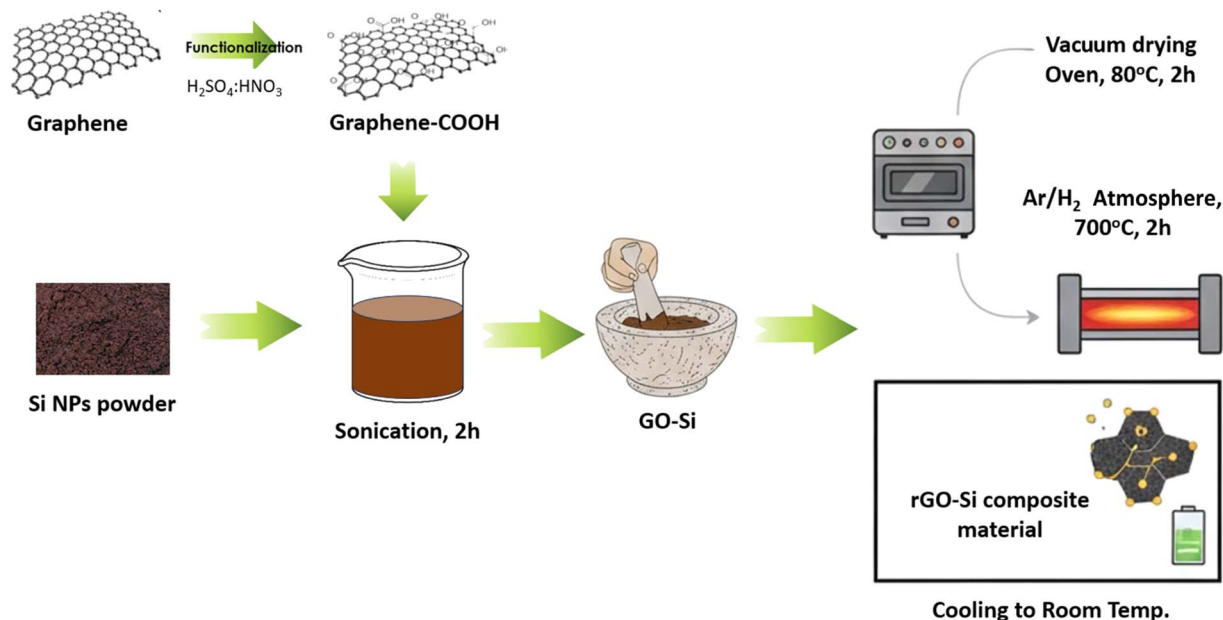 Functionalization
H₂SO₄:HNO₃
Graphene
Graphene-COOH
Si NPs powder
Sonication, 2h
GO-Si
Vacuum drying
Oven, 80°C, 2h
Ar/H₂ Atmosphere,
700°C, 2h
rGO-Si composite
material
Cooling to Room Temp.